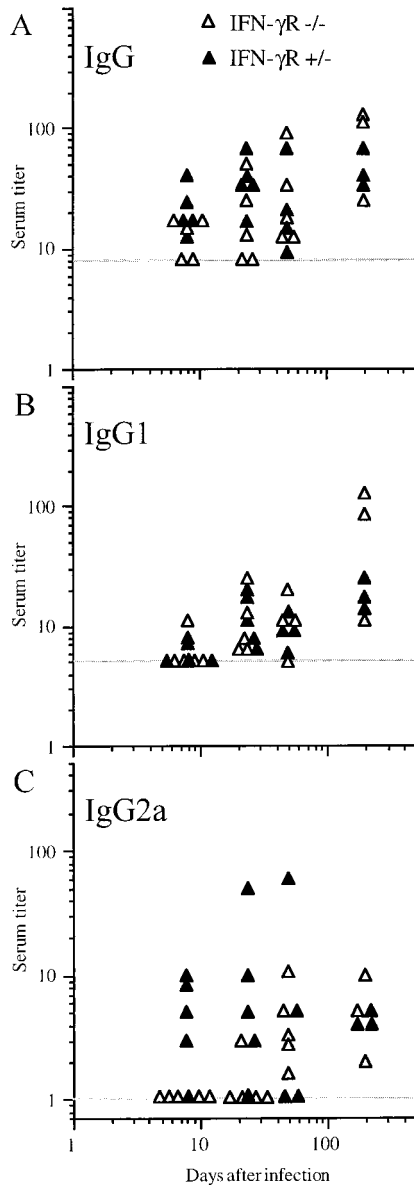 A
IgG
△ IFN-γR -/-
▲ IFN-γR +/-
100
10
1
Serum titer
B
IgG1
100
10
1
Serum titer
C
IgG2a
100
10
1
Serum titer
1
10
100
Days after infection